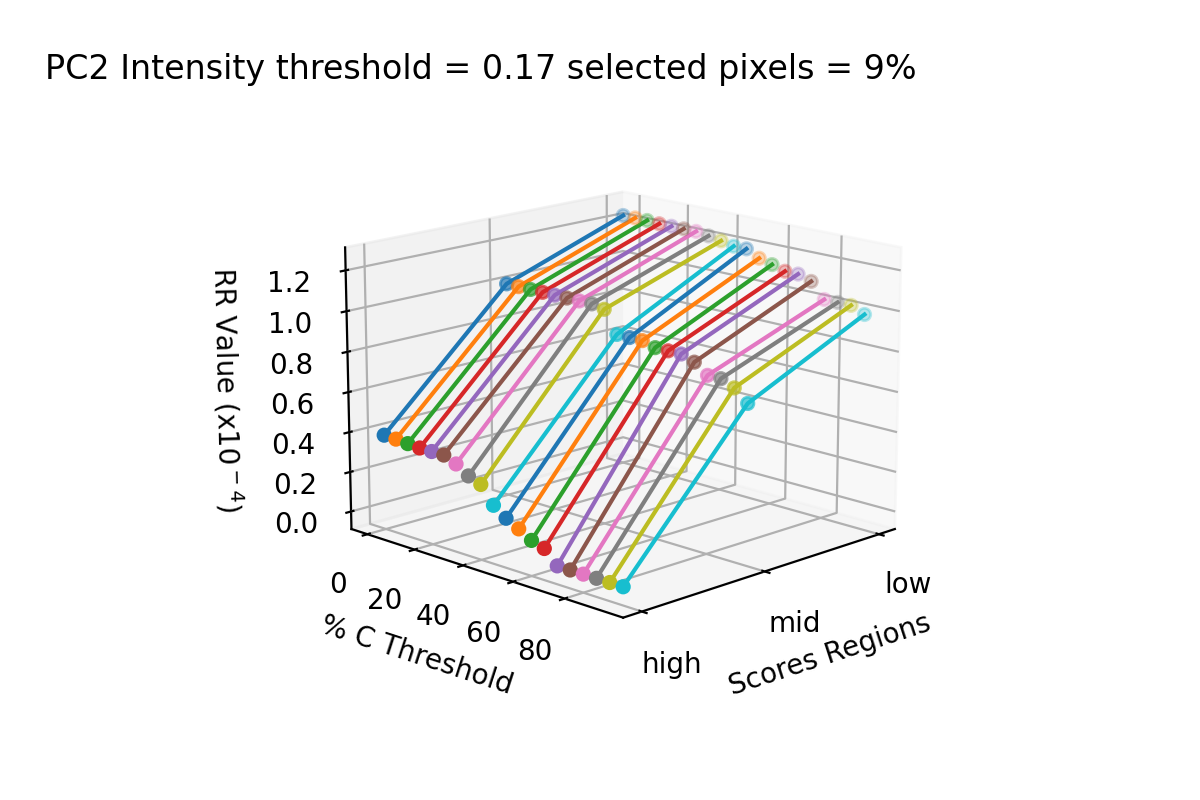 PC2 Intensity threshold = 0.17 selected pixels = 9%
RR Value (x10⁻⁴)
1.2
1.0
0.8
0.6
0.4
0.2
0.0
0
20
40
60
80
% C Threshold
high
mid
low
Scores Regions